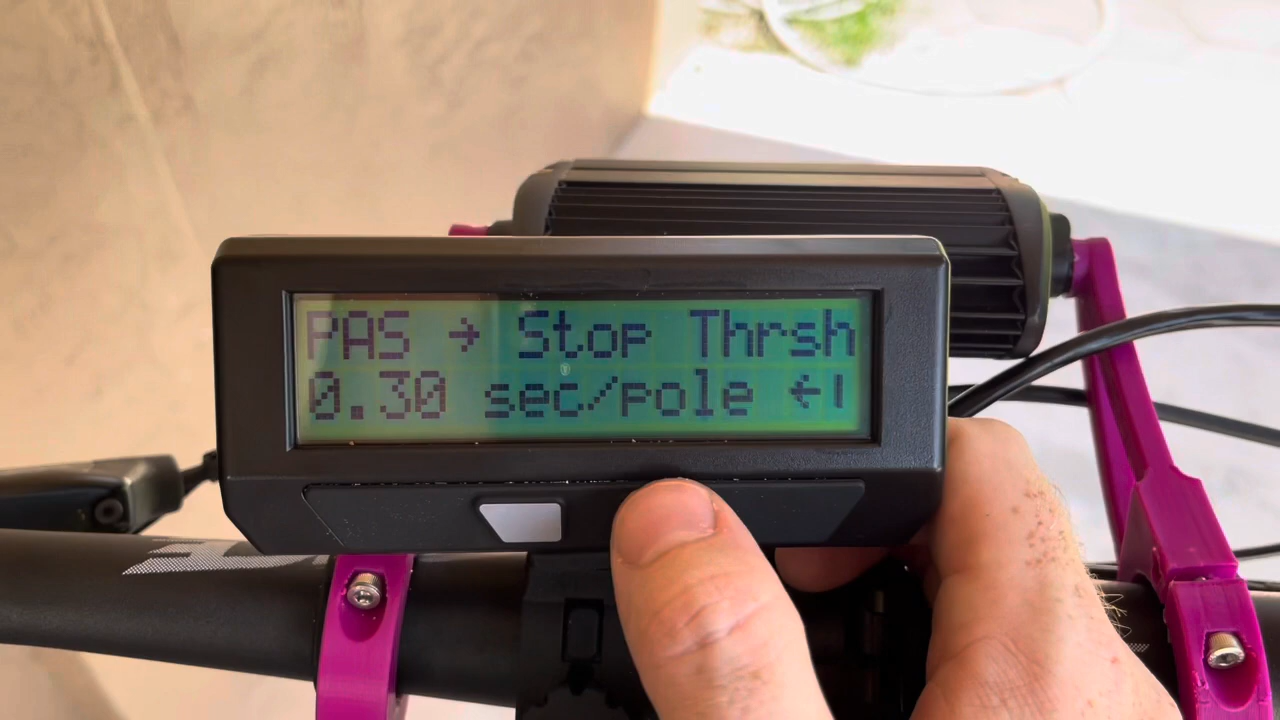 PAS → Stop Thrsh
0.30 sec/pole ←|